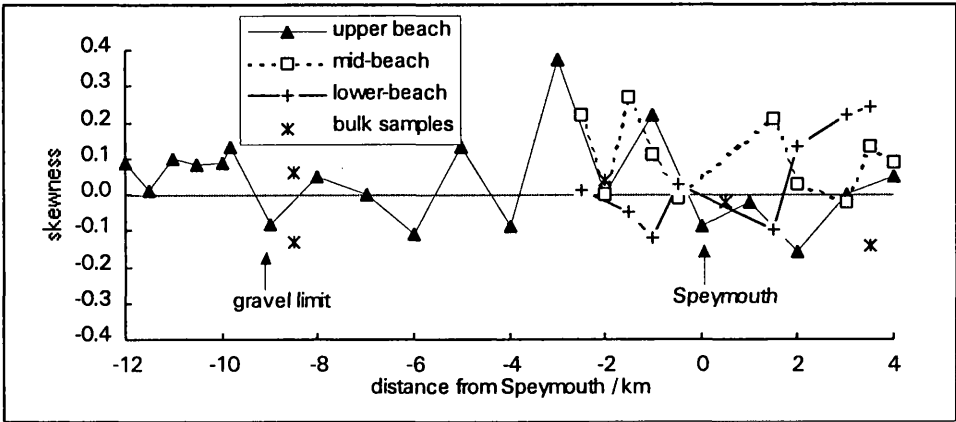 upper beach
mid-beach
lower-beach
bulk samples
0.4
0.3
0.2
0.1
0.0
-0.1
-0.2
-0.3
-0.4
skewness
gravel limit
Speymouth
-12 -10 -8 -6 -4 -2 0 2 4
distance from Speymouth / km